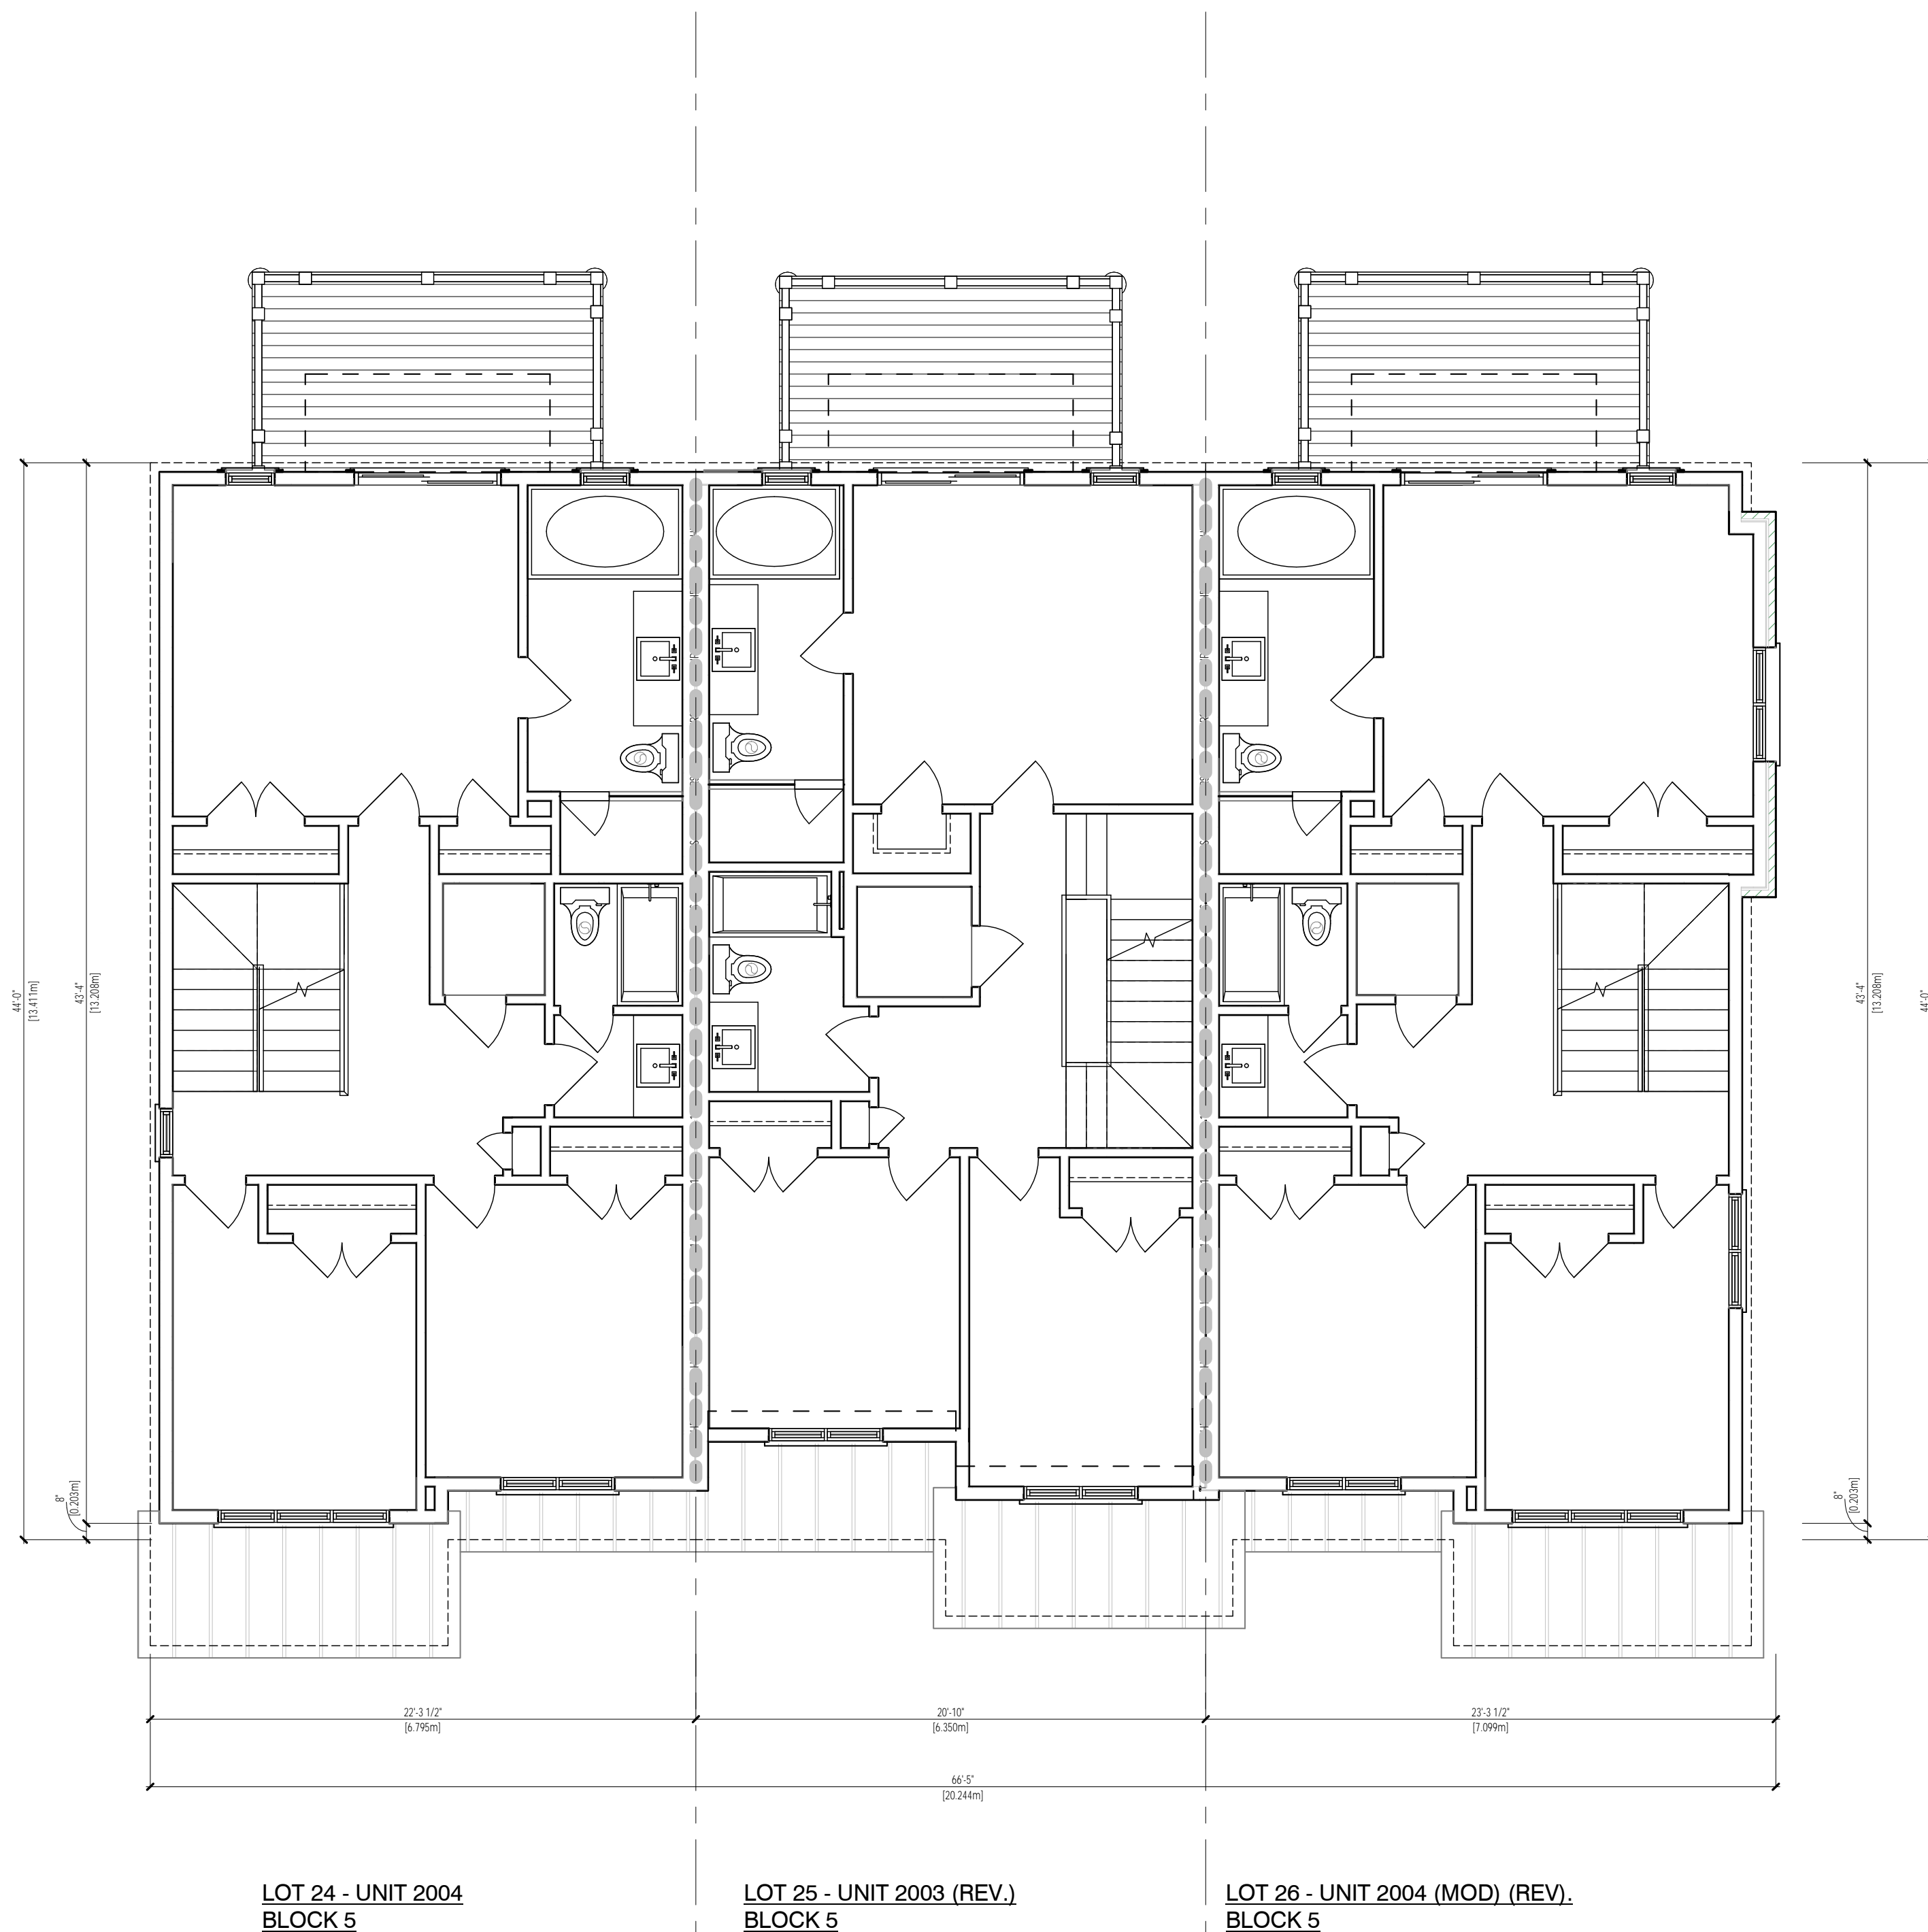 44'-0"
[13.411m]
43'-4"
[13.208m]
8"
[0.203m]
43'-4"
[13.208m]
44'-0"
8"
[0.203m]
22'-3 1/2"
[6.795m]
20'-10"
[6.350m]
23'-3 1/2"
[7.099m]
66'-5"
[20.244m]
LOT 24 - UNIT 2004
BLOCK 5
LOT 25 - UNIT 2003 (REV.)
BLOCK 5
LOT 26 - UNIT 2004 (MOD) (REV).
BLOCK 5